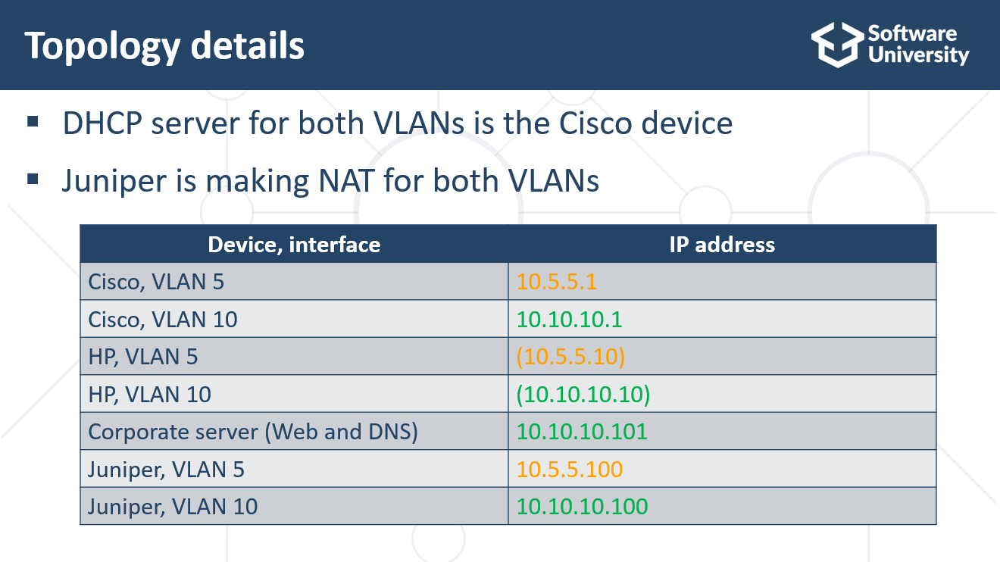 Topology details
Software
University
▪ DHCP server for both VLANs is the Cisco device
▪ Juniper is making NAT for both VLANs
Device, interface IP address
Cisco, VLAN 5 10.5.5.1
Cisco, VLAN 10 10.10.10.1
HP, VLAN 5 (10.5.5.10)
HP, VLAN 10 (10.10.10.10)
Corporate server (Web and DNS) 10.10.10.101
Juniper, VLAN 5 10.5.5.100
Juniper, VLAN 10 10.10.10.100